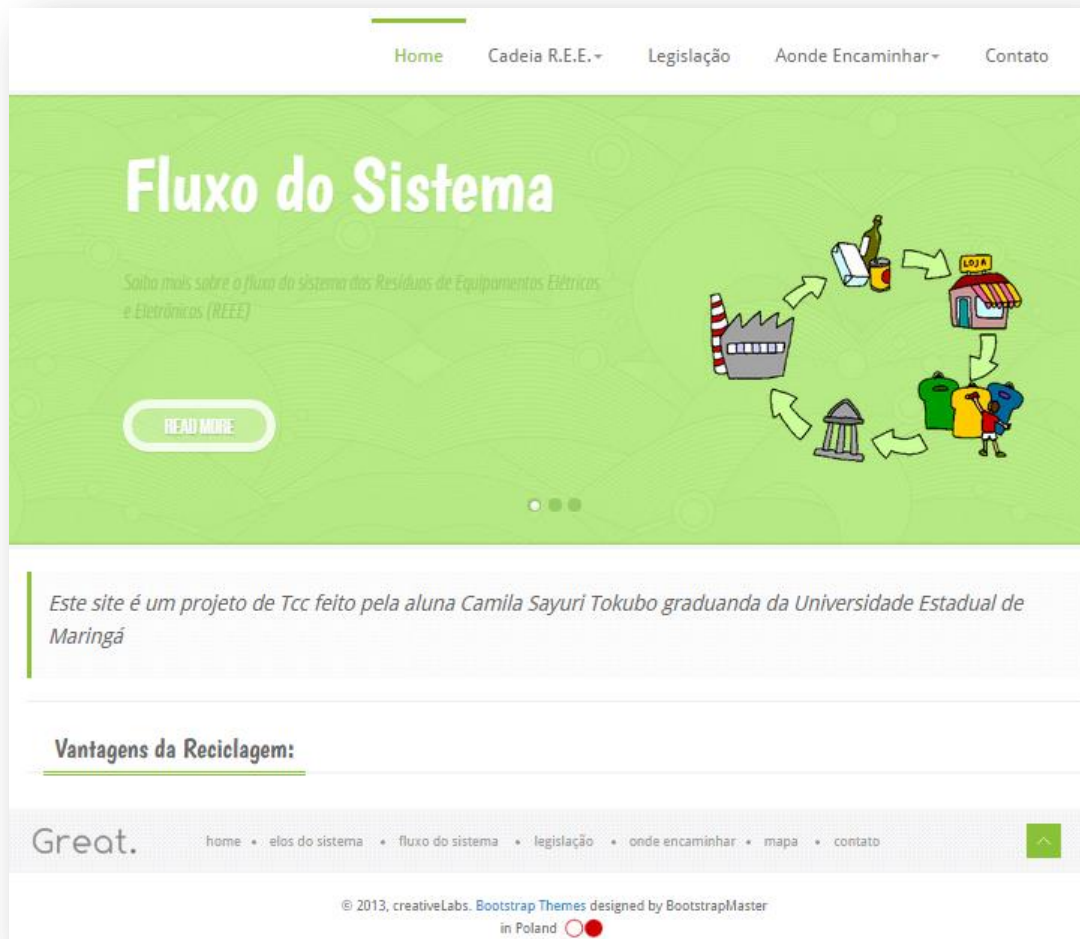 Home Cadeia R.E.E. Legislação Aonde Encaminhar Contato
Fluxo do Sistema
Saiba mais sobre o fluxo do sistema dos Resíduos de Equipamentos Elétricos
e Eletrônicos (REEE)
LOJA
READ MORE
Este site é um projeto de Tcc feito pela aluna Camila Sayuri Tokubo graduanda da Universidade Estadual de
Maringá
Vantagens da Reciclagem:
Great. home • elos do sistema • fluxo do sistema • legislação • onde encaminhar • mapa • contato
© 2013, creativeLabs. Bootstrap Themes designed by BootstrapMaster
in Poland